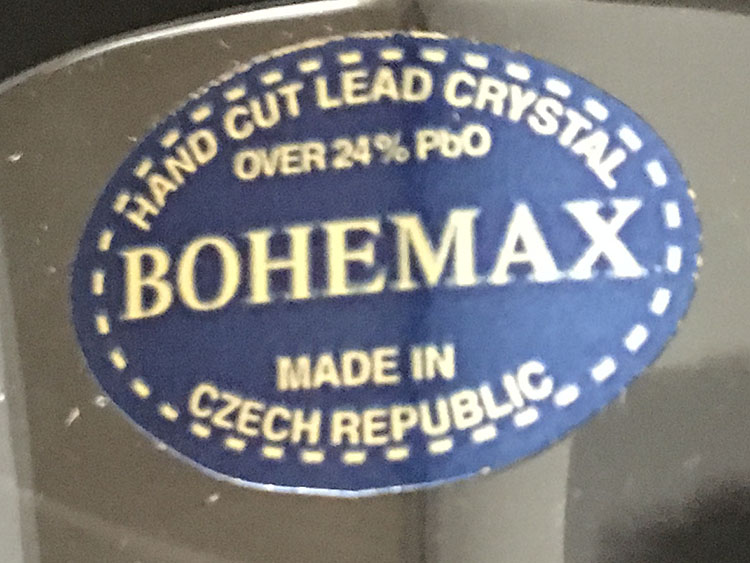 HAND CUT LEAD CRYSTAL
OVER 24% PbO
BOHEMAX
MADE IN
CZECH REPUBLIC